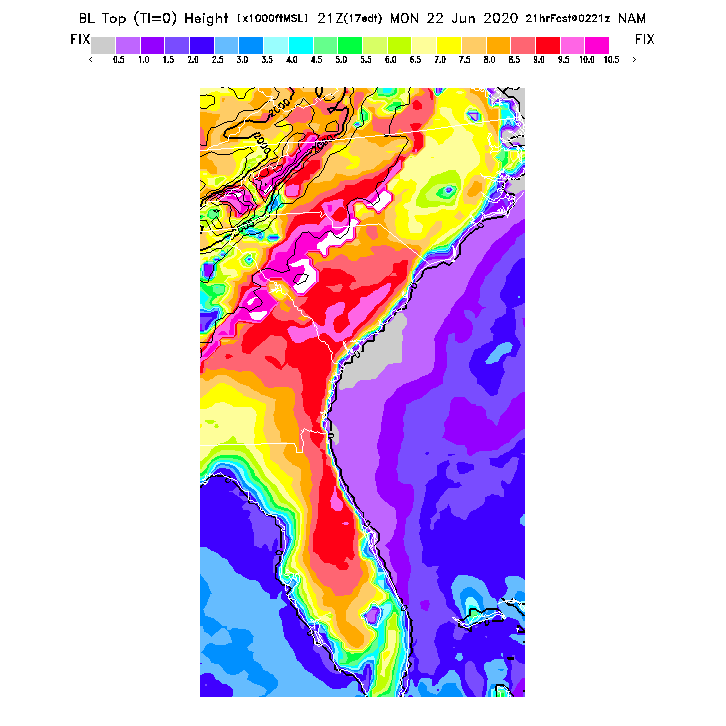 BL Top (TI=0) Height [x1000ftMSL] 21Z(17edt) MON 22 Jun 2020 21hrFcst@0221z NAM
FIX FIX
< 0.5 1.0 1.5 2.0 2.5 3.0 3.5 4.0 4.5 5.0 5.5 6.0 6.5 7.0 7.5 8.0 8.5 9.0 9.5 10.0 10.5 >
2000
2000